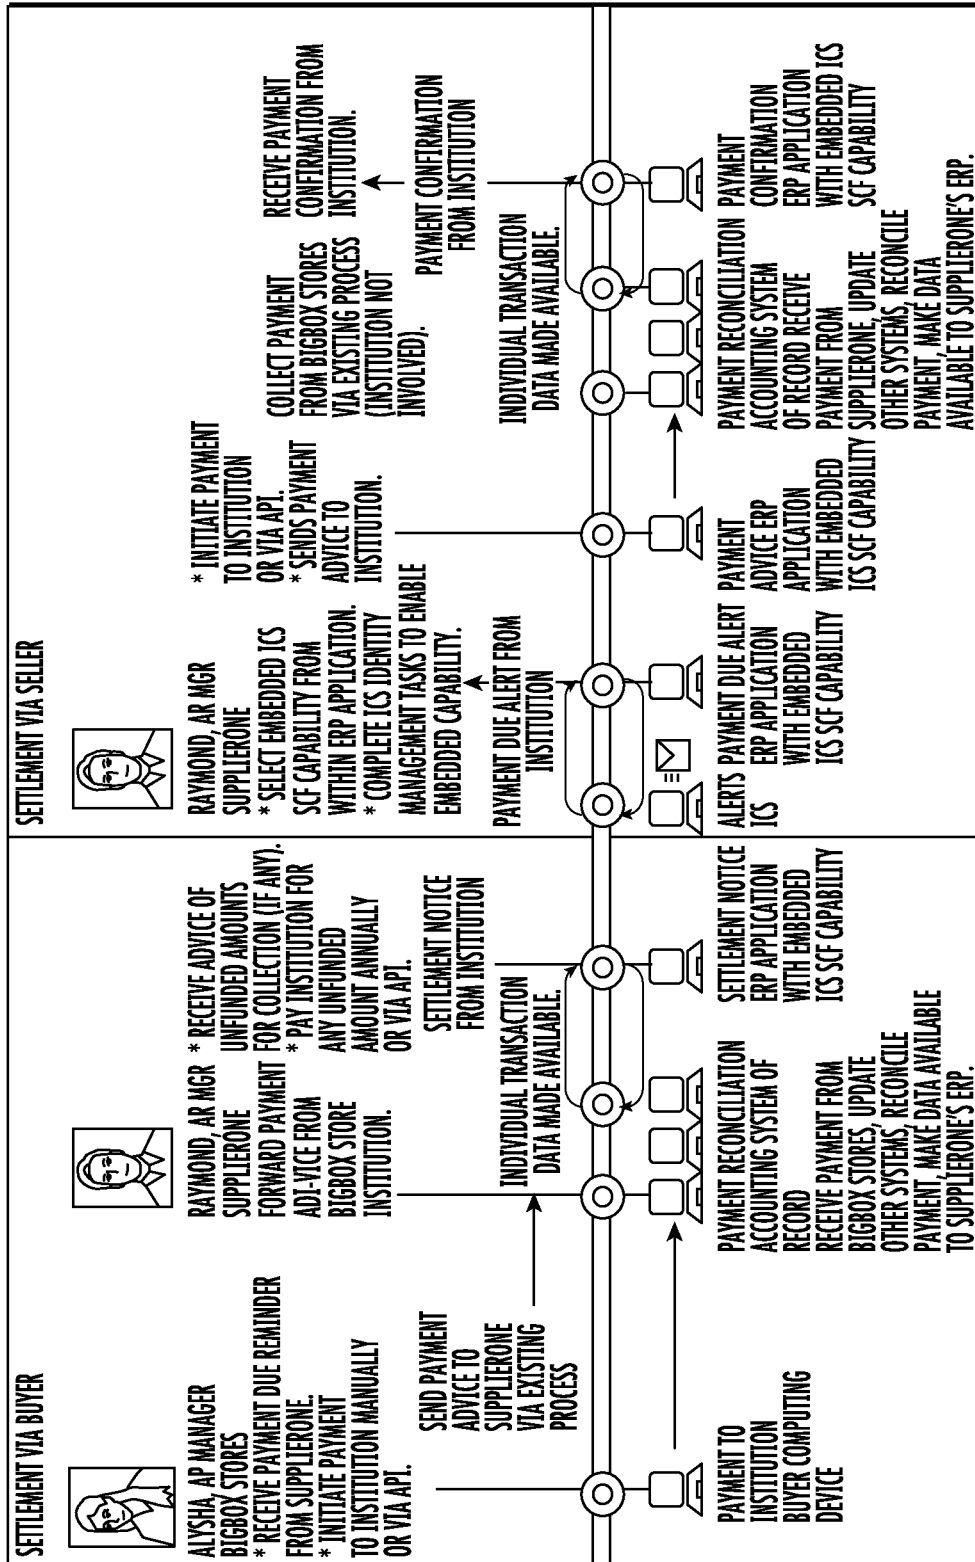 SETTLEMENT VIA BUYER
ALYSHA, AP MANAGER
BIGBOX STORES
* RECEIVE PAYMENT DUE REMINDER
FROM SUPPLIERONE.
* INITIATE PAYMENT
TO INSTITUTION MANUALLY
OR VIA API.
SEND PAYMENT
ADVICE TO
SUPPLIERONE
VIA EXISTING
PROCESS
PAYMENT TO
INSTITUTION
BUYER COMPUTING
DEVICE
RAYMOND, AR MGR
SUPPLIERONE
FORWARD PAYMENT
ADI-VICE FROM
BIGBOX STORE
INSTITUTION.
* RECEIVE ADVICE OF
UNFUNDED AMOUNTS
FOR COLLECTION (IF ANY).
* PAY INSTITUTION FOR
ANY UNFUNDED
AMOUNT ANNUALLY
OR VIA API.
SETTLEMENT NOTICE
FROM INSTITUTION
INDIVIDUAL TRANSACTION
DATA MADE AVAILABLE.
PAYMENT RECONCILIATION
ACCOUNTING SYSTEM OF
RECORD
RECEIVE PAYMENT FROM
BIGBOX STORES, UPDATE
OTHER SYSTEMS, RECONCILE
PAYMENT, MAKE DATA AVAILABLE
TO SUPPLIERONE'S ERP.
SETTLEMENT NOTICE
ERP APPLICATION
WITH EMBEDDED
ICS SCF CAPABILITY
SETTLEMENT VIA SELLER
RAYMOND, AR MGR
SUPPLIERONE
* SELECT EMBEDDED ICS
SCF CAPABILITY FROM
WITHIN ERP APPLICATION.
* COMPLETE ICS IDENTITY
MANAGEMENT TASKS TO ENABLE
EMBEDDED CAPABILITY.
PAYMENT DUE ALERT FROM
INSTITUTION
ALERTS
ICS
PAYMENT DUE ALERT
ERP APPLICATION
WITH EMBEDDED
ICS SCF CAPABILITY
* INITIATE PAYMENT
TO INSTITUTION
OR VIA API.
* SENDS PAYMENT
ADVICE TO
INSTITUTION.
PAYMENT
ADVICE ERP
APPLICATION
WITH EMBEDDED
ICS SCF CAPABILITY
COLLECT PAYMENT
FROM BIGBOX STORES
VIA EXISTING PROCESS
(INSTITUTION NOT
INVOLVED).
INDIVIDUAL TRANSACTION
DATA MADE AVAILABLE.
PAYMENT RECONCILIATION
ACCOUNTING SYSTEM
OF RECORD RECEIVE
PAYMENT FROM
SUPPLIERONE, UPDATE
OTHER SYSTEMS, RECONCILE
PAYMENT, MAKE DATA
AVAILABLE TO SUPPLIERONE'S ERP.
RECEIVE PAYMENT
CONFIRMATION FROM
INSTITUTION.
PAYMENT CONFIRMATION
FROM INSTITUTION
PAYMENT
CONFIRMATION
ERP APPLICATION
WITH EMBEDDED ICS
SCF CAPABILITY